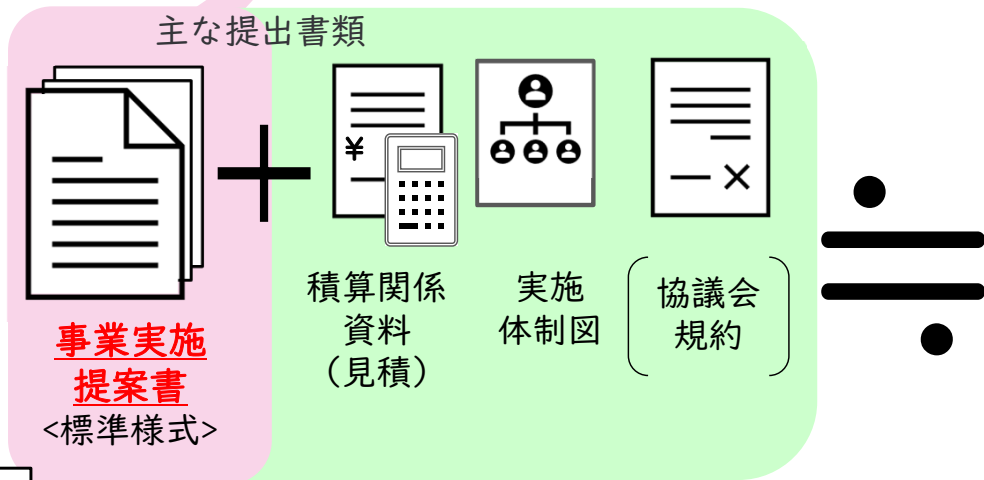 主な提出書類
¥
事業実施
提案書
<標準様式>
積算関係
資料
（見積）
実施
体制図
協議会
規約